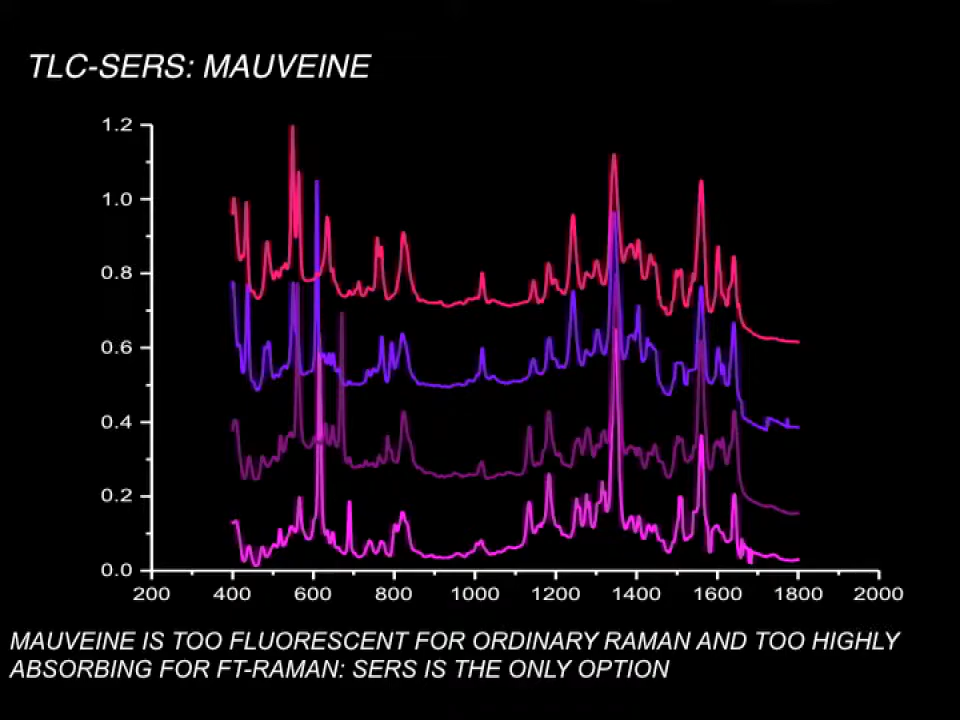 TLC-SERS: MAUVEINE
1.2
1.0
0.8
0.6
0.4
0.2
0.0
200 400 600 800 1000 1200 1400 1600 1800 2000
MAUVEINE IS TOO FLUORESCENT FOR ORDINARY RAMAN AND TOO HIGHLY
ABSORBING FOR FT-RAMAN: SERS IS THE ONLY OPTION